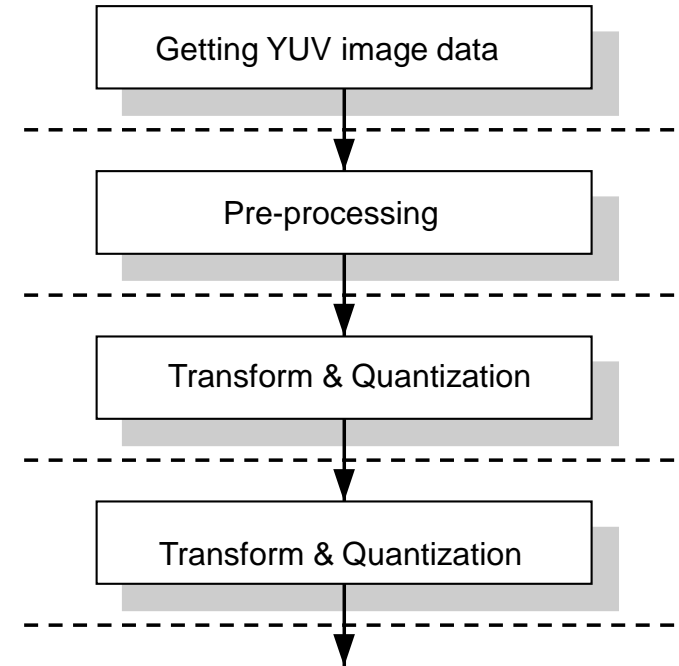 Getting YUV image data
Pre-processing
Transform & Quantization
Transform & Quantization